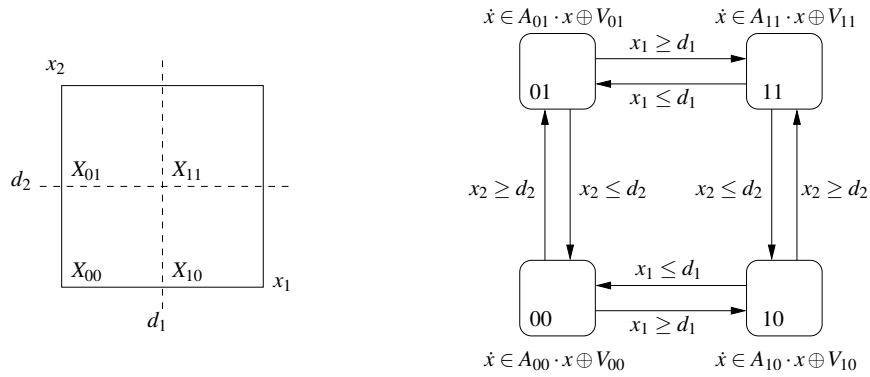 x₂
X₀₁ X₁₁
d₂
X₀₀ X₁₀
x₁
d₁
ẋ ∈ A₀₁ · x ⊕ V₀₁ ẋ ∈ A₁₁ · x ⊕ V₁₁
x₁ ≥ d₁
01 11
x₁ ≤ d₁
x₂ ≥ d₂ x₂ ≤ d₂ x₂ ≤ d₂ x₂ ≥ d₂
x₁ ≤ d₁
00 10
x₁ ≥ d₁
ẋ ∈ A₀₀ · x ⊕ V₀₀ ẋ ∈ A₁₀ · x ⊕ V₁₀